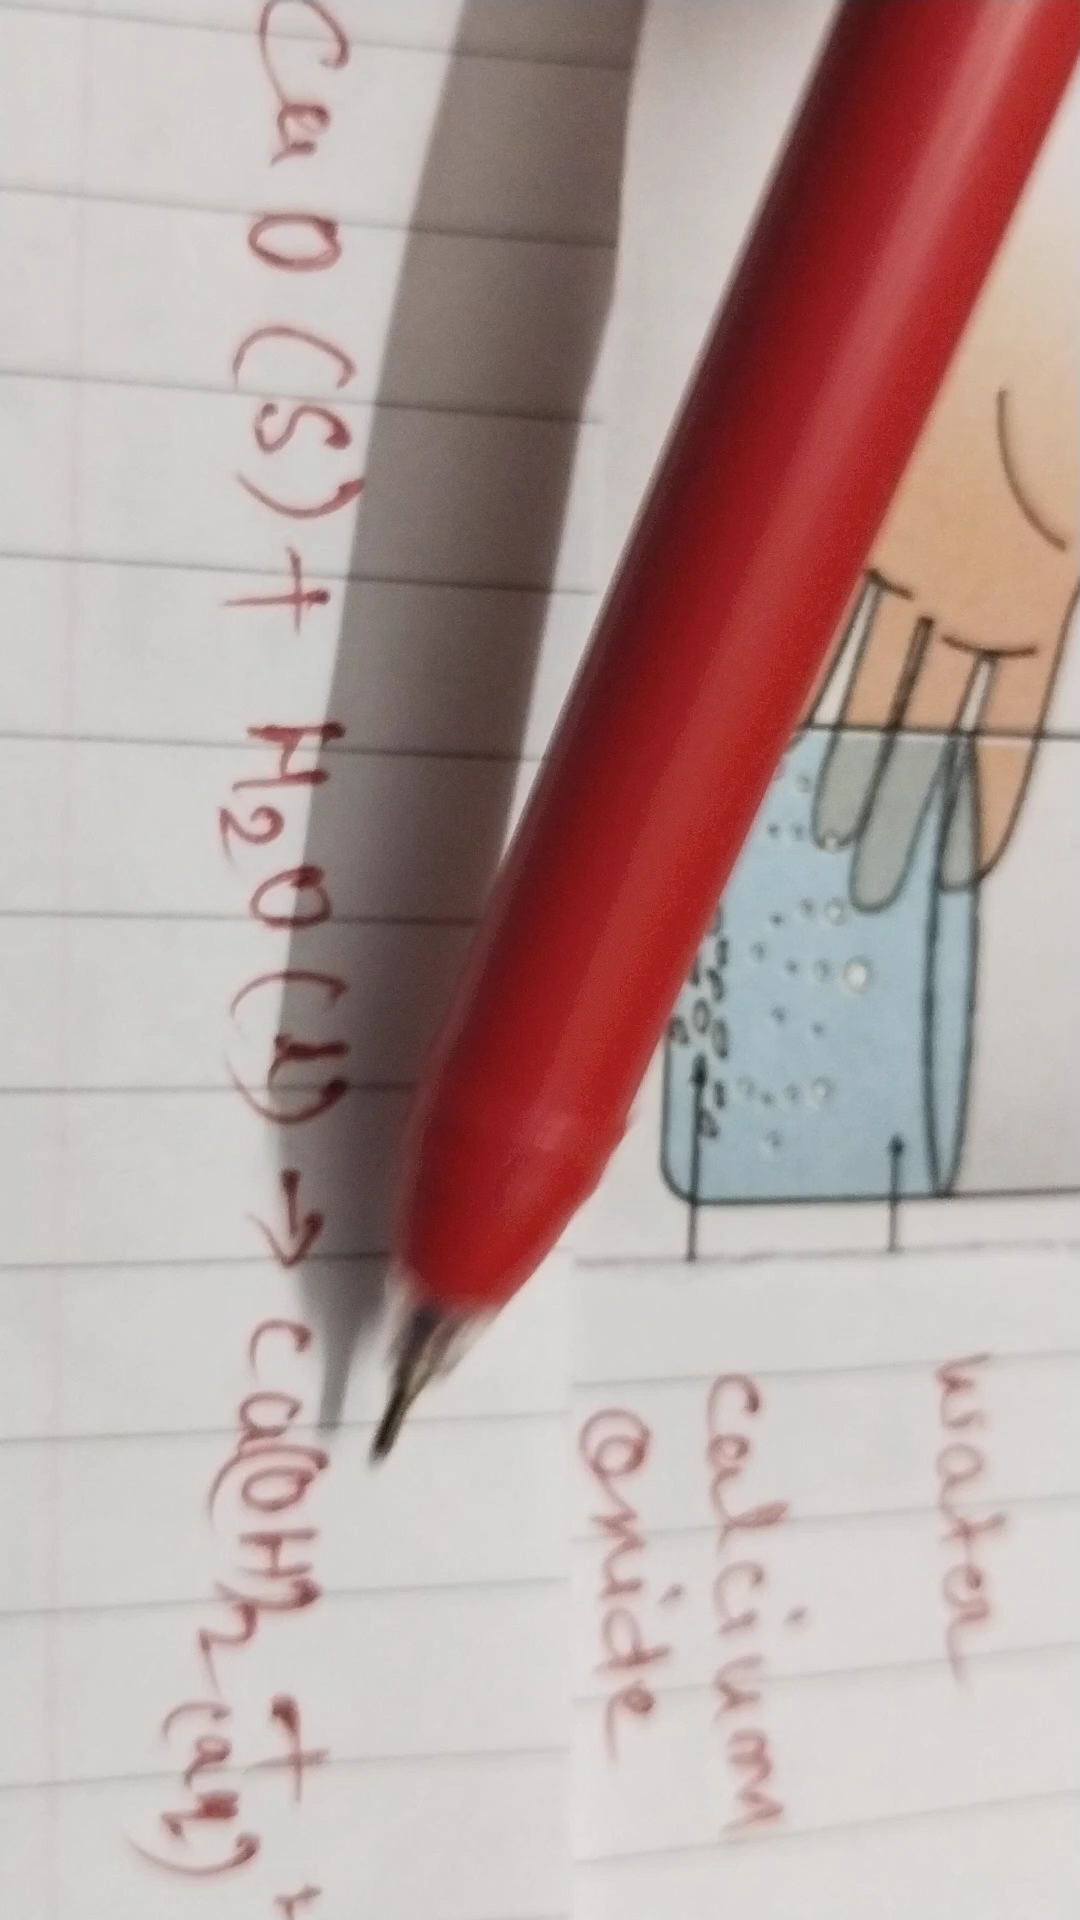 water
calcium
oxide
CaO(s) + H2O(l) → Ca(OH)2(aq) +